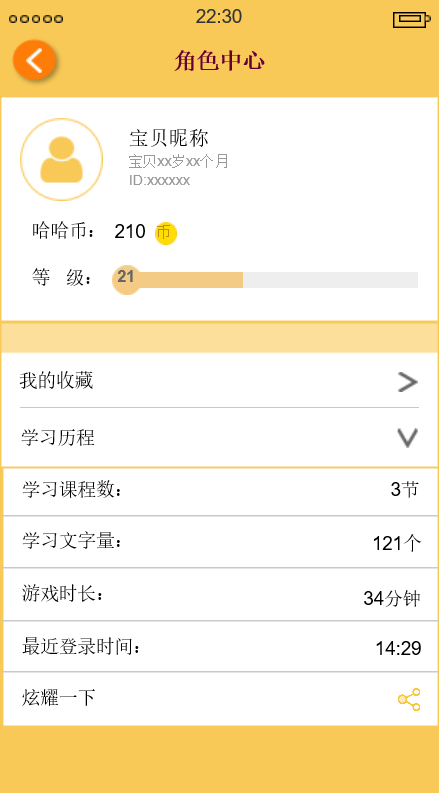 22:30
角色中心
宝贝昵称
宝贝xx岁xx个月
ID:xxxxxx
哈哈币： 210 币
等 级： 21
我的收藏
学习历程
学习课程数： 3节
学习文字量： 121个
游戏时长： 34分钟
最近登录时间： 14:29
炫耀一下